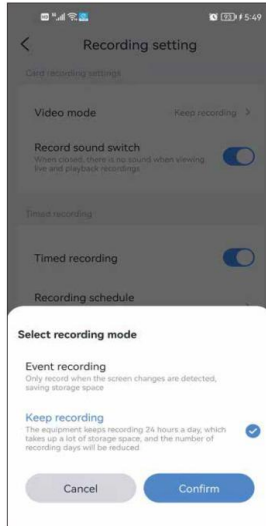 5:49
Recording setting
Card recording settings
Video mode Keep recording
Record sound switch
When closed, there is no sound when viewing
live and playback recordings
Timed recording
Timed recording
Recording schedule
Select recording mode
Event recording
Only record when the screen changes are detected,
saving storage space
Keep recording
The equipment keeps recording 24 hours a day, which
takes up a lot of storage space, and the number of
recording days will be reduced
Cancel Confirm